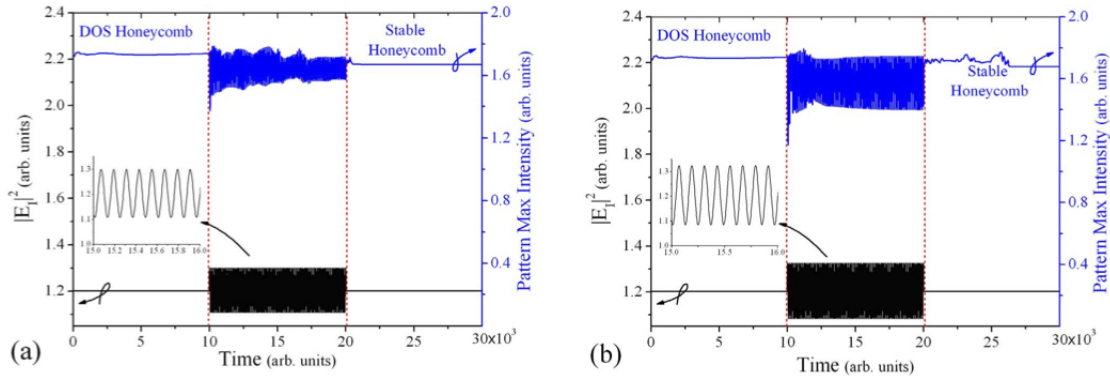 2.4
2.2
2.0
1.8
1.6
1.4
1.2
|E_I|² (arb. units)
DOS Honeycomb
Stable
Honeycomb
2.0
1.6
1.2
0.8
0.4
Pattern Max Intensity (arb. units)
1.3
1.2
1.1
1.0
15.0 15.2 15.4 15.6 15.8 16.0
0 5 10 15 20 25 30x10³
Time (arb. units)
(a)
2.4
2.2
2.0
1.8
1.6
1.4
1.2
|E_I|² (arb. units)
DOS Honeycomb
Stable
Honeycomb
2.0
1.6
1.2
0.8
0.4
Pattern Max Intensity (arb. units)
1.3
1.2
1.1
1.0
15.0 15.5 16.0
0 5 10 15 20 25 30x10³
Time (arb. units)
(b)